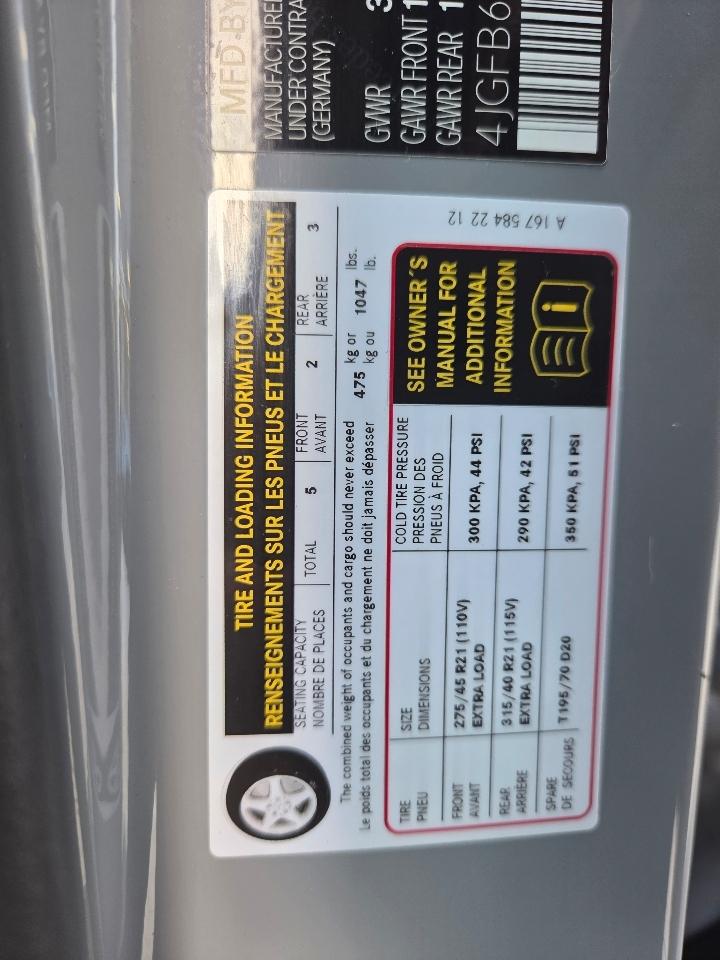 MFD BY
MANUFACTURE
UNDER CONTRA
(GERMANY)
GVWR 3
GAWR FRONT 1
GAWR REAR 1
4JGFB6
TIRE AND LOADING INFORMATION
RENSEIGNEMENTS SUR LES PNEUS ET LE CHARGEMENT
SEATING CAPACITY TOTAL 5 FRONT 2 REAR 3
NOMBRE DE PLACES AVANT ARRIÈRE
The combined weight of occupants and cargo should never exceed 475 kg or 1047 lbs.
Le poids total des occupants et du chargement ne doit jamais dépasser kg ou lb.
TIRE SIZE COLD TIRE PRESSURE
PNEU DIMENSIONS PRESSION DES
PNEUS À FROID
FRONT 275/45 R21 (110V) 300 KPA, 44 PSI
AVANT EXTRA LOAD
REAR 315/40 R21 (115V) 290 KPA, 42 PSI
ARRIÈRE EXTRA LOAD
SPARE T195/70 D20 350 KPA, 51 PSI
DE SECOURS
SEE OWNER'S
MANUAL FOR
ADDITIONAL
INFORMATION
i
A 167 584 22 12